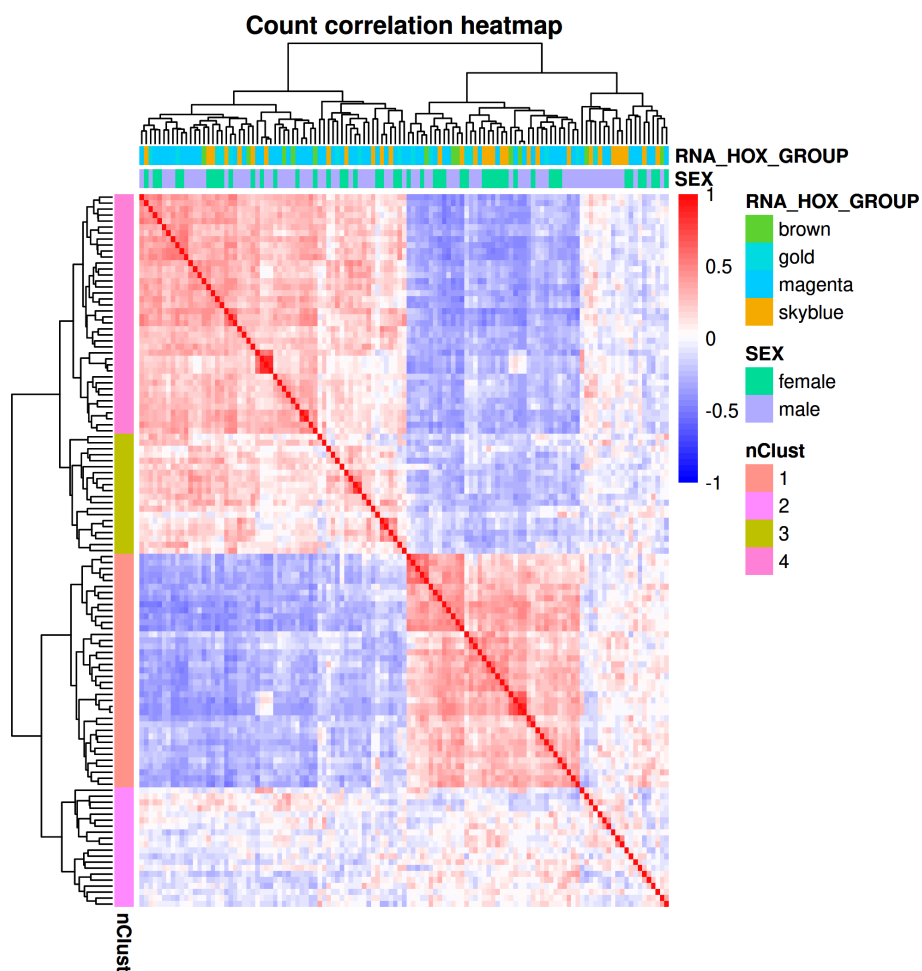 Count correlation heatmap
RNA_HOX_GROUP
SEX
1
0.5
0
-0.5
-1
RNA_HOX_GROUP
brown
gold
magenta
skyblue
SEX
female
male
nClust
1
2
3
4
nClust